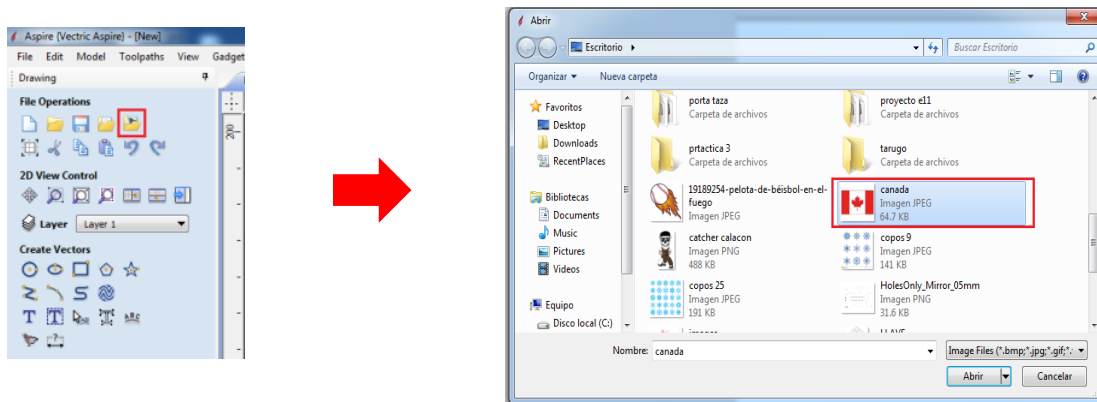 Aspire (Vectric Aspire) - [New]
File Edit Model Toolpaths View Gadget
Drawing
File Operations
2D View Control
Layer Layer 1
Create Vectors
200
Abrir
Escritorio
Buscar Escritorio
Organizar Nueva carpeta
Favoritos
Desktop
Downloads
RecentPlaces
Bibliotecas
Documents
Music
Pictures
Videos
Equipo
Disco local (C:)
porta taza
Carpeta de archivos
proyecto e11
Carpeta de archivos
prtactica 3
Carpeta de archivos
tarugo
Carpeta de archivos
19189254-pelota-de-béisbol-en-el-
fuego
Imagen JPEG
canada
Imagen JPEG
64.7 KB
catcher calacon
Imagen PNG
488 KB
copos 9
Imagen JPEG
141 KB
copos 25
Imagen JPEG
191 KB
HolesOnly_Mirror_05mm
Imagen PNG
31.6 KB
Nombre: canada
Image Files (*.bmp;*.jpg;*.gif;*.
Abrir Cancelar